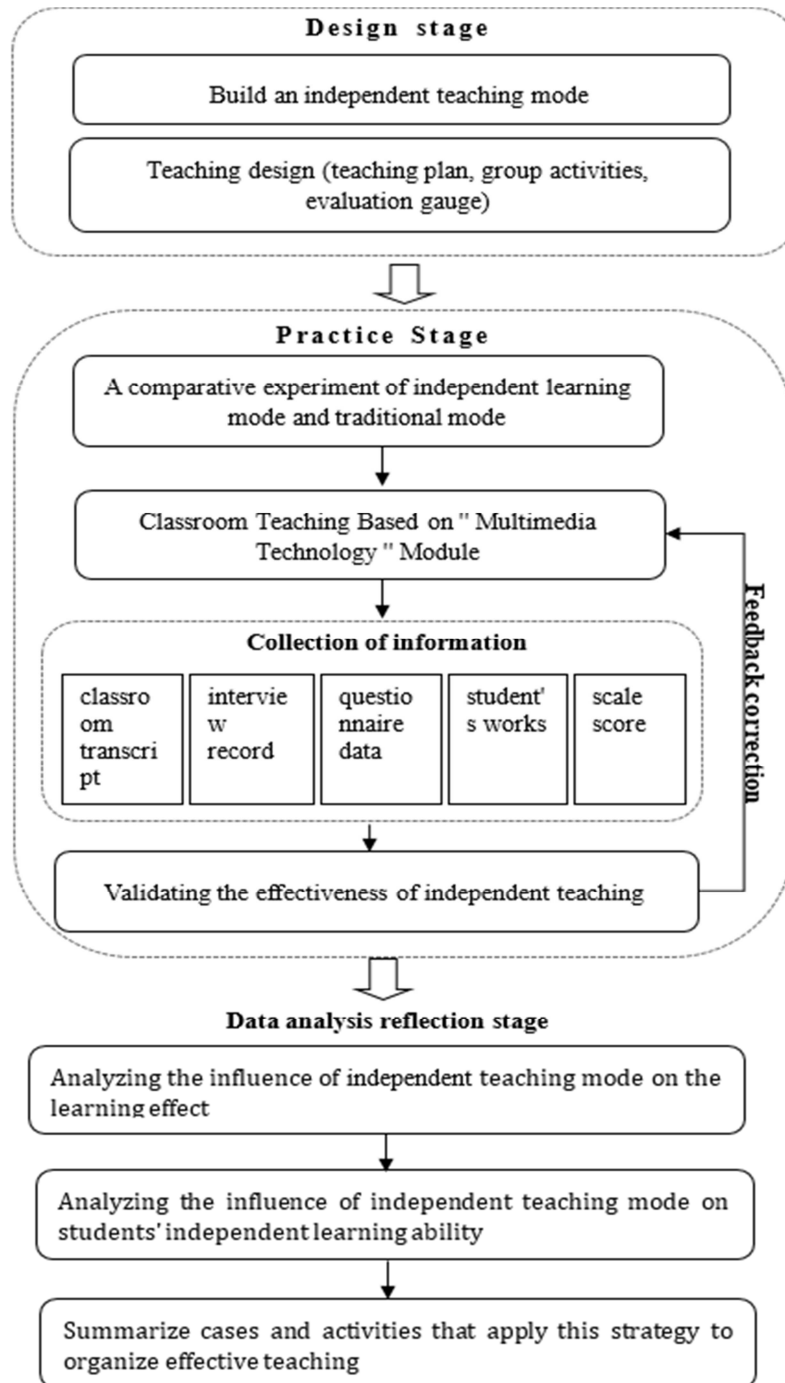 Design stage
Build an independent teaching mode
Teaching design (teaching plan, group activities,
evaluation gauge)
Practice Stage
A comparative experiment of independent learning
mode and traditional mode
Classroom Teaching Based on " Multimedia
Technology " Module
Collection of information
classro
om
transcri
pt
intervie
w
record
questio
nnaire
data
student'
s works
scale
score
Feedback correction
Validating the effectiveness of independent teaching
Data analysis reflection stage
Analyzing the influence of independent teaching mode on the
learning effect
Analyzing the influence of independent teaching mode on
students' independent learning ability
Summarize cases and activities that apply this strategy to
organize effective teaching